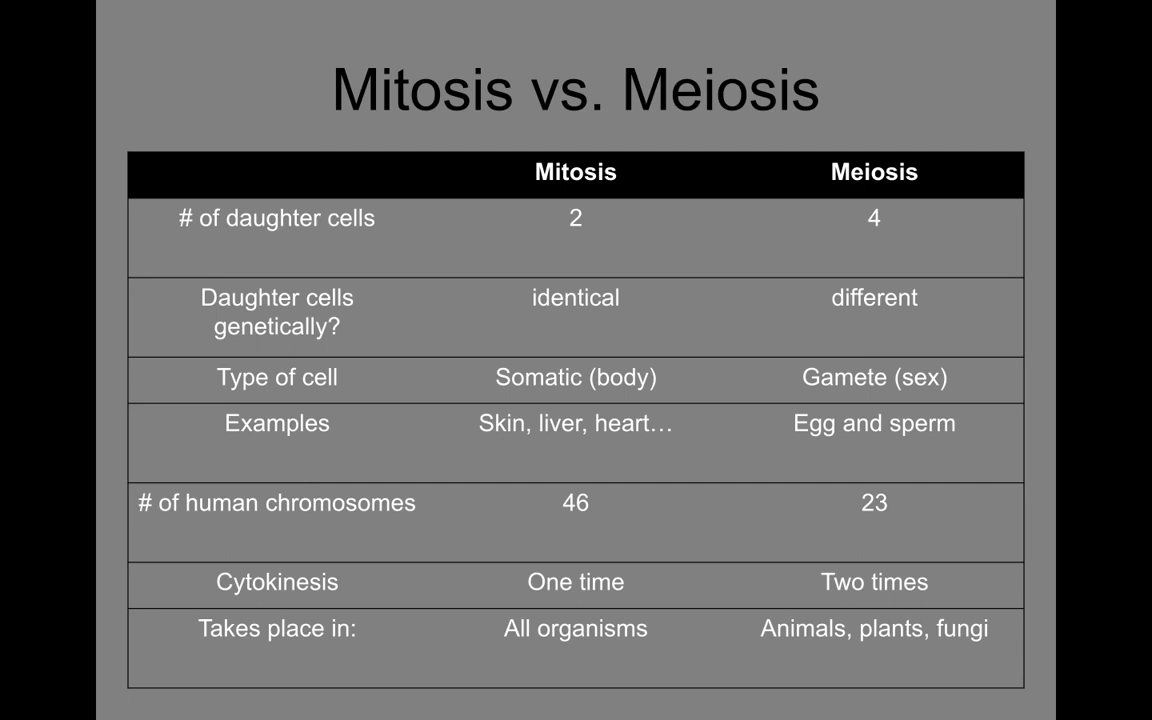 Mitosis vs. Meiosis
Mitosis Meiosis
# of daughter cells 2 4
Daughter cells identical different
genetically?
Type of cell Somatic (body) Gamete (sex)
Examples Skin, liver, heart… Egg and sperm
# of human chromosomes 46 23
Cytokinesis One time Two times
Takes place in: All organisms Animals, plants, fungi